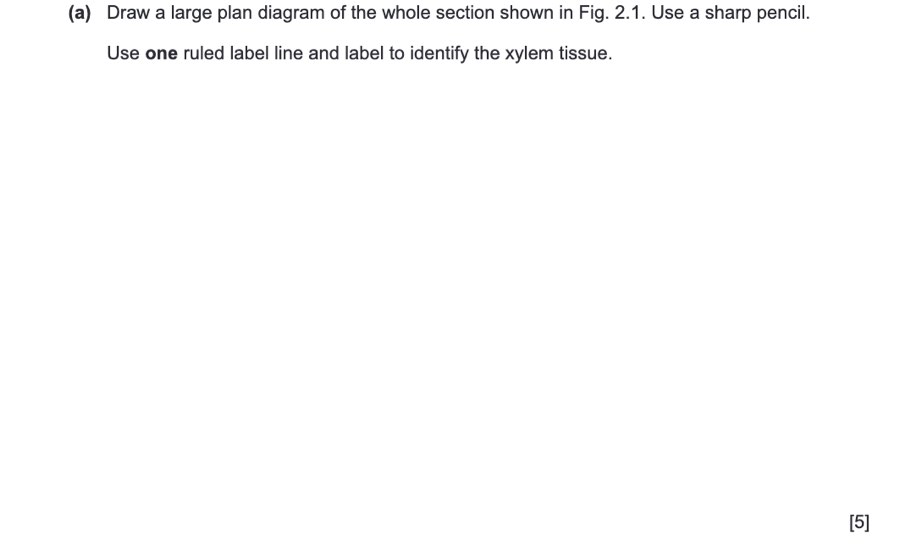 (a) Draw a large plan diagram of the whole section shown in Fig. 2.1. Use a sharp pencil.
Use one ruled label line and label to identify the xylem tissue.
[5]